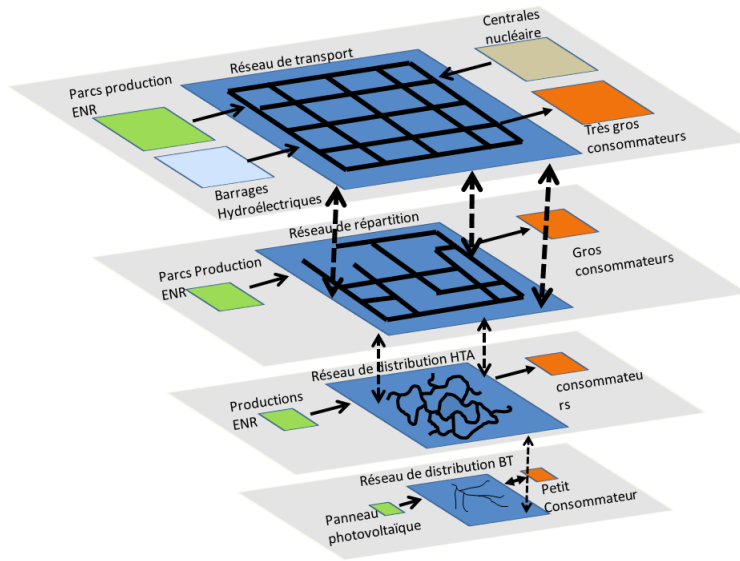 Centrales
nucléaire
Réseau de transport
Parcs production
ENR
Très gros
consommateurs
Barrages
Hydroélectriques
Réseau de répartition
Parcs Production
ENR
Gros
consommateurs
Réseau de distribution HTA
consommateu
rs
Productions
ENR
Réseau de distribution BT
Petit
Consommateur
Panneau
photovoltaïque